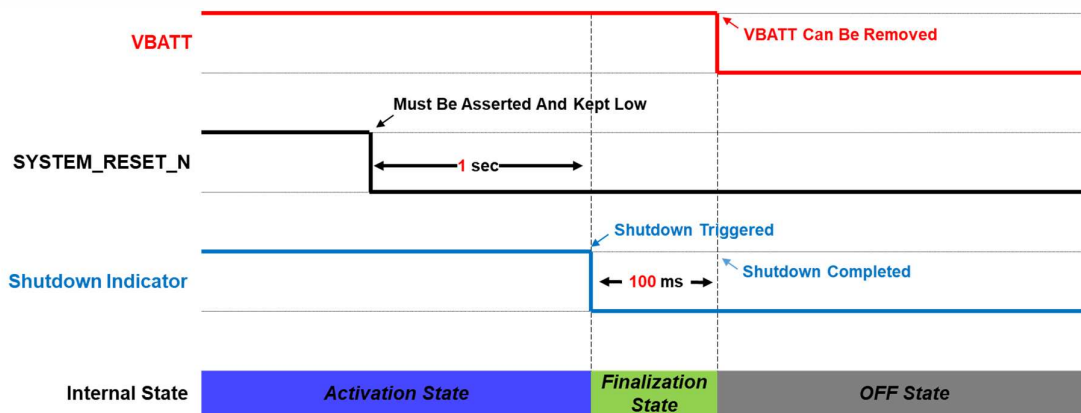 VBATT
VBATT Can Be Removed
Must Be Asserted And Kept Low
SYSTEM_RESET_N
1 sec
Shutdown Triggered
Shutdown Indicator
100 ms
Shutdown Completed
Internal State
Activation State
Finalization
State
OFF State